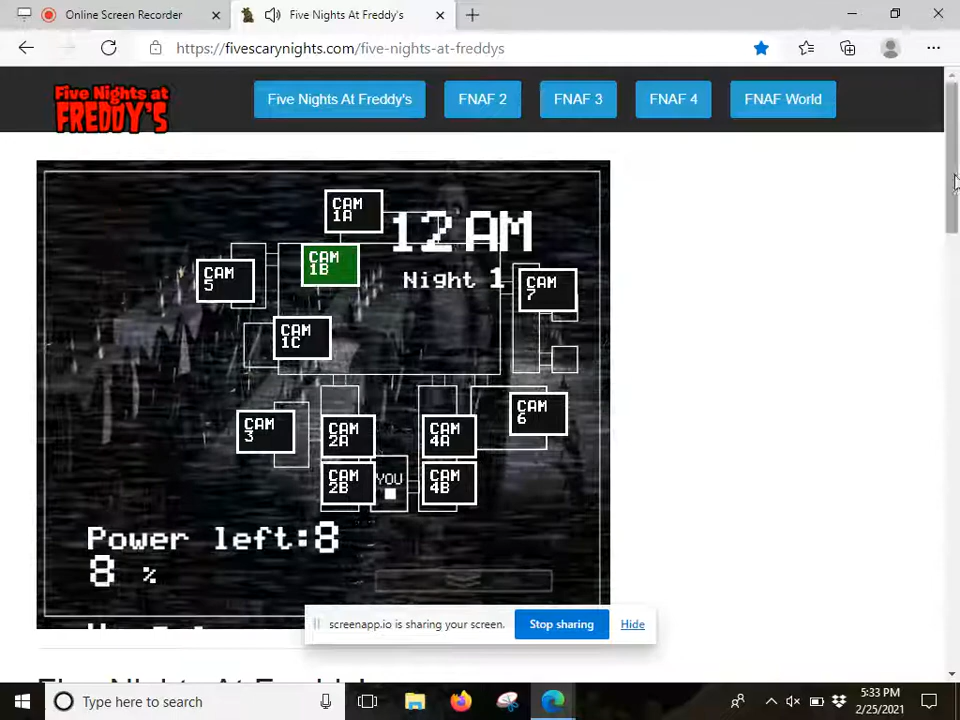 Online Screen Recorder
Five Nights At Freddy's
https://fivescarynights.com/five-nights-at-freddys
Five Nights at
FREDDY'S
Five Nights At Freddy's
FNAF 2
FNAF 3
FNAF 4
FNAF World
CAM
1A
12 AM
Night 1
CAM
1B
CAM
5
CAM
7
CAM
1C
CAM
6
CAM
3
CAM
2A
CAM
4A
CAM
2B
YOU
CAM
4B
Power left:8
8 %
screenapp.io is sharing your screen.
Stop sharing
Hide
Five Nights At Freddy's
Type here to search
5:33 PM
2/25/2021